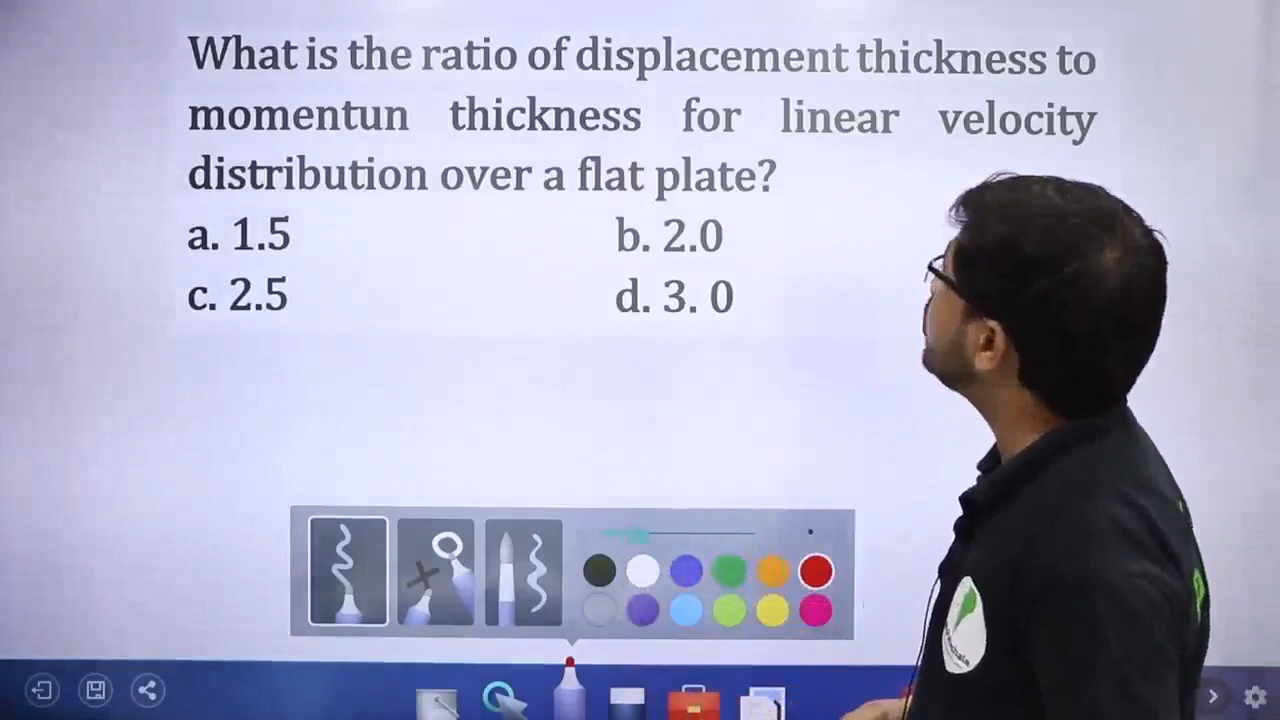 What is the ratio of displacement thickness to
momentun thickness for linear velocity
distribution over a flat plate?
a. 1.5 b. 2.0
c. 2.5 d. 3. 0